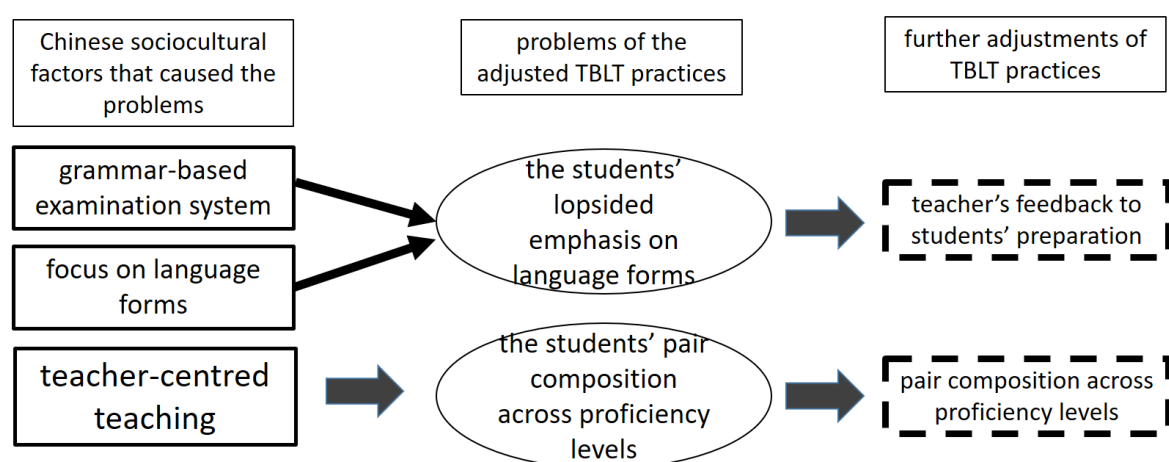 Chinese sociocultural
factors that caused the
problems
problems of the
adjusted TBLT practices
further adjustments of
TBLT practices
grammar-based
examination system
focus on language
forms
teacher-centred
teaching
the students'
lopsided
emphasis on
language forms
the students' pair
composition
across proficiency
levels
teacher's feedback to
students' preparation
pair composition across
proficiency levels